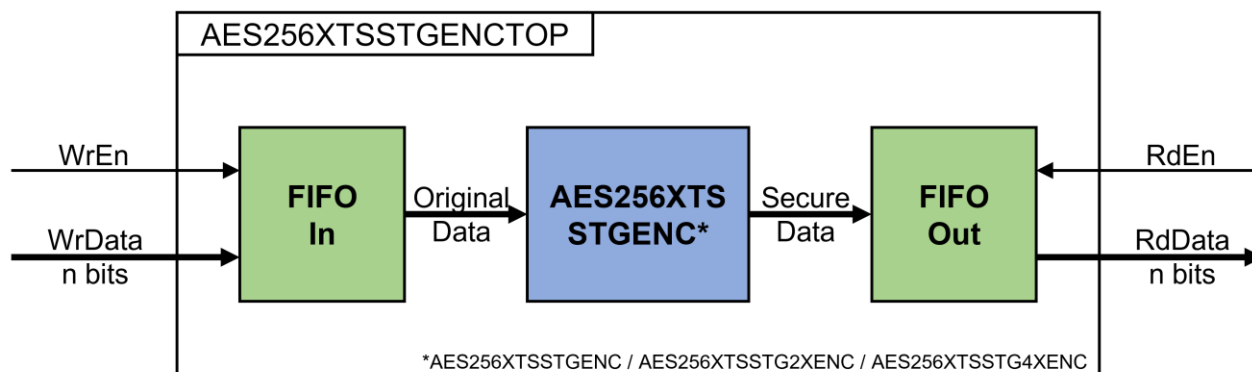 AES256XTSSTGENCTOP
WrEn
WrData
n bits
FIFO
In
Original
Data
AES256XTS
STGENC*
Secure
Data
FIFO
Out
RdEn
RdData
n bits
*AES256XTSSTGENC / AES256XTSSTG2XENC / AES256XTSSTG4XENC